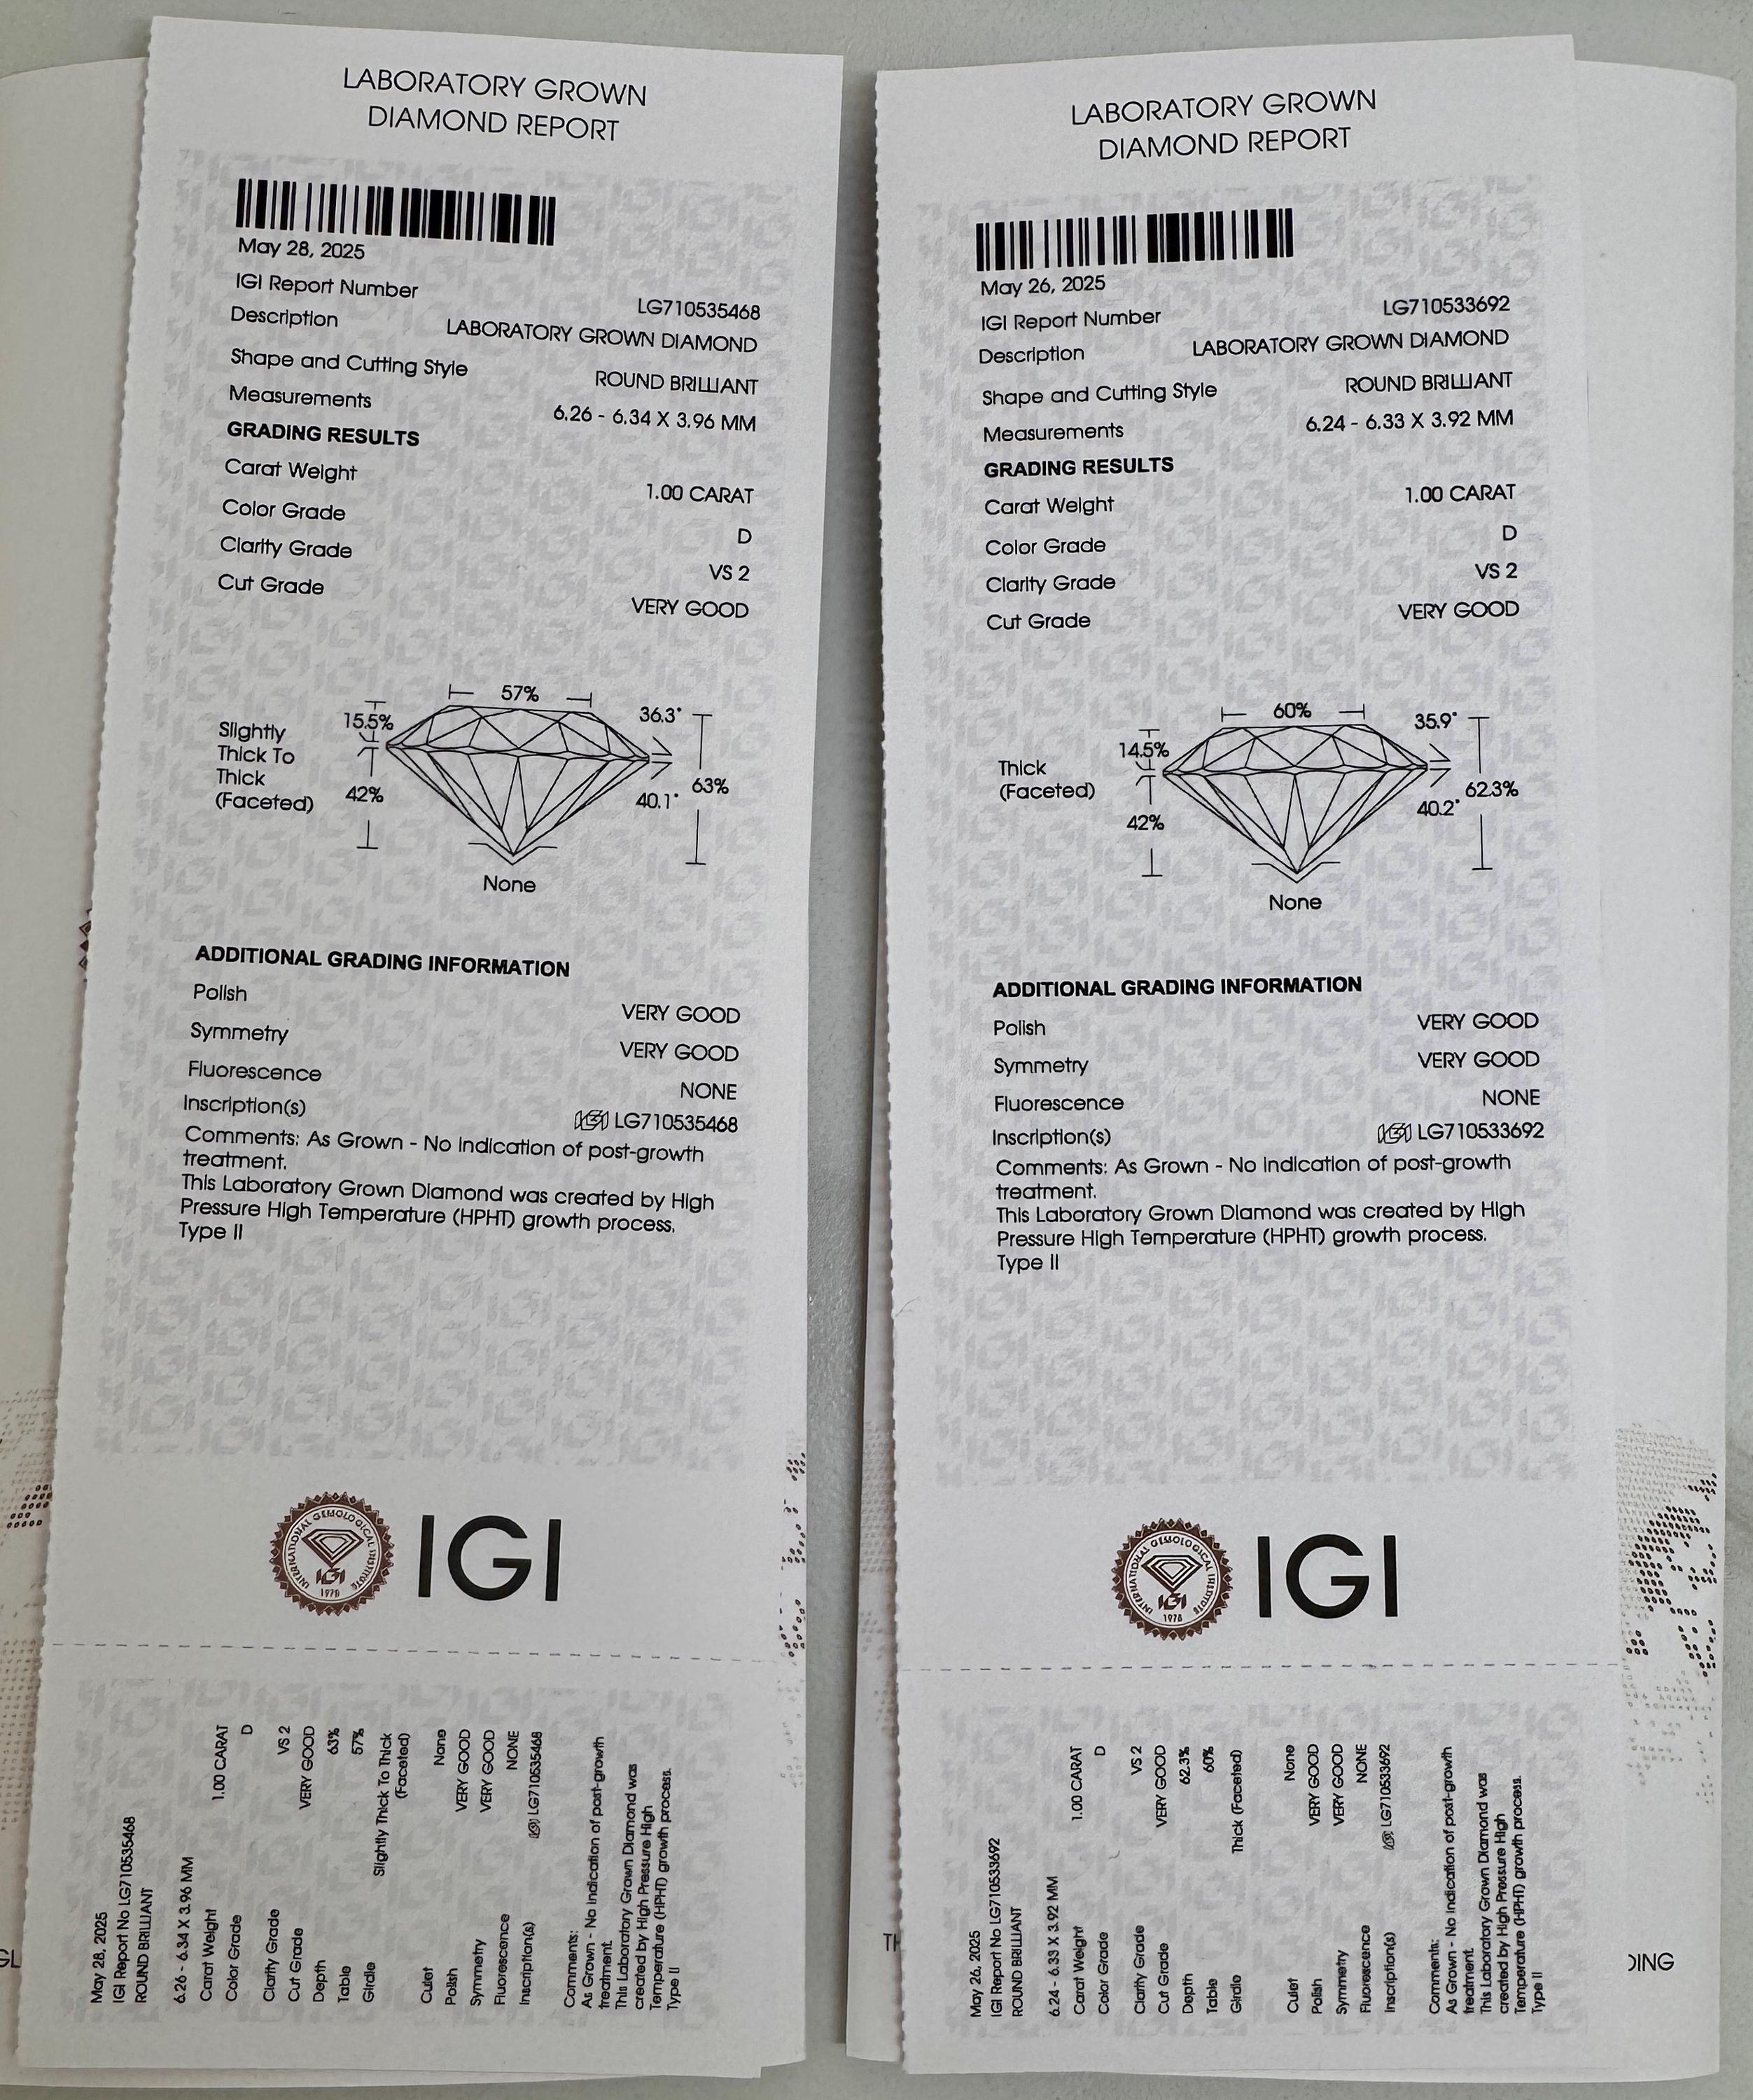 LABORATORY GROWN
DIAMOND REPORT
May 28, 2025
IGI Report Number LG710535468
Description LABORATORY GROWN DIAMOND
Shape and Cutting Style ROUND BRILLIANT
Measurements 6.26 - 6.34 X 3.96 MM
GRADING RESULTS
Carat Weight 1.00 CARAT
Color Grade D
Clarity Grade VS 2
Cut Grade VERY GOOD
57%
15.5% 36.3°
Slightly
Thick To
Thick
(Faceted)
42% 40.1° 63%
None
ADDITIONAL GRADING INFORMATION
Polish VERY GOOD
Symmetry VERY GOOD
Fluorescence NONE
Inscription(s) IGI LG710535468
Comments: As Grown - No indication of post-growth
treatment.
This Laboratory Grown Diamond was created by High
Pressure High Temperature (HPHT) growth process.
Type II
INTERNATIONAL GEMOLOGICAL INSTITUTE
IGI
1975
IGI
May 28, 2025
IGI Report No LG710535468
ROUND BRILLIANT
6.26 - 6.34 X 3.96 MM
Carat Weight 1.00 CARAT
Color Grade D
Clarity Grade VS 2
Cut Grade VERY GOOD
Depth 63%
Table 57%
Girdle Slightly Thick To Thick
(Faceted)
Culet None
Polish VERY GOOD
Symmetry VERY GOOD
Fluorescence NONE
Inscription(s) IGI LG710535468
Comments:
As Grown - No indication of post-growth
treatment.
This Laboratory Grown Diamond was
created by High Pressure High
Temperature (HPHT) growth process.
Type II
LABORATORY GROWN
DIAMOND REPORT
May 26, 2025
IGI Report Number LG710533692
Description LABORATORY GROWN DIAMOND
Shape and Cutting Style ROUND BRILLIANT
Measurements 6.24 - 6.33 X 3.92 MM
GRADING RESULTS
Carat Weight 1.00 CARAT
Color Grade D
Clarity Grade VS 2
Cut Grade VERY GOOD
60%
14.5% 35.9°
Thick
(Faceted)
42% 40.2° 62.3%
None
ADDITIONAL GRADING INFORMATION
Polish VERY GOOD
Symmetry VERY GOOD
Fluorescence NONE
Inscription(s) IGI LG710533692
Comments: As Grown - No indication of post-growth
treatment.
This Laboratory Grown Diamond was created by High
Pressure High Temperature (HPHT) growth process.
Type II
INTERNATIONAL GEMOLOGICAL INSTITUTE
IGI
1975
IGI
May 26, 2025
IGI Report No LG710533692
ROUND BRILLIANT
6.24 - 6.33 X 3.92 MM
Carat Weight 1.00 CARAT
Color Grade D
Clarity Grade VS 2
Cut Grade VERY GOOD
Depth 62.3%
Table 60%
Girdle Thick (Faceted)
Culet None
Polish VERY GOOD
Symmetry VERY GOOD
Fluorescence NONE
Inscription(s) IGI LG710533692
Comments:
As Grown - No indication of post-growth
treatment.
This Laboratory Grown Diamond was
created by High Pressure High
Temperature (HPHT) growth process.
Type II